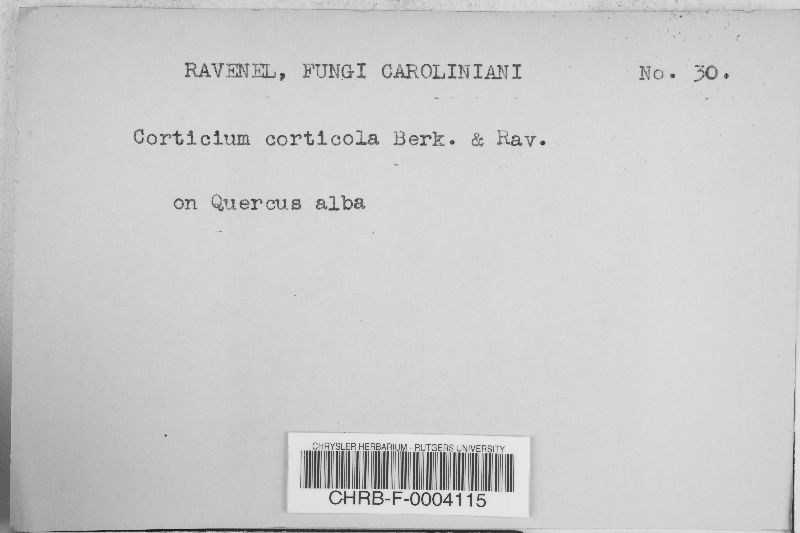 RAVENEL, FUNGI CAROLINIANI No. 30.
Corticium corticola Berk. & Rav.
on Quercus alba
CHRYSLER HERBARIUM - RUTGERS UNIVERSITY
CHRB-F-0004115